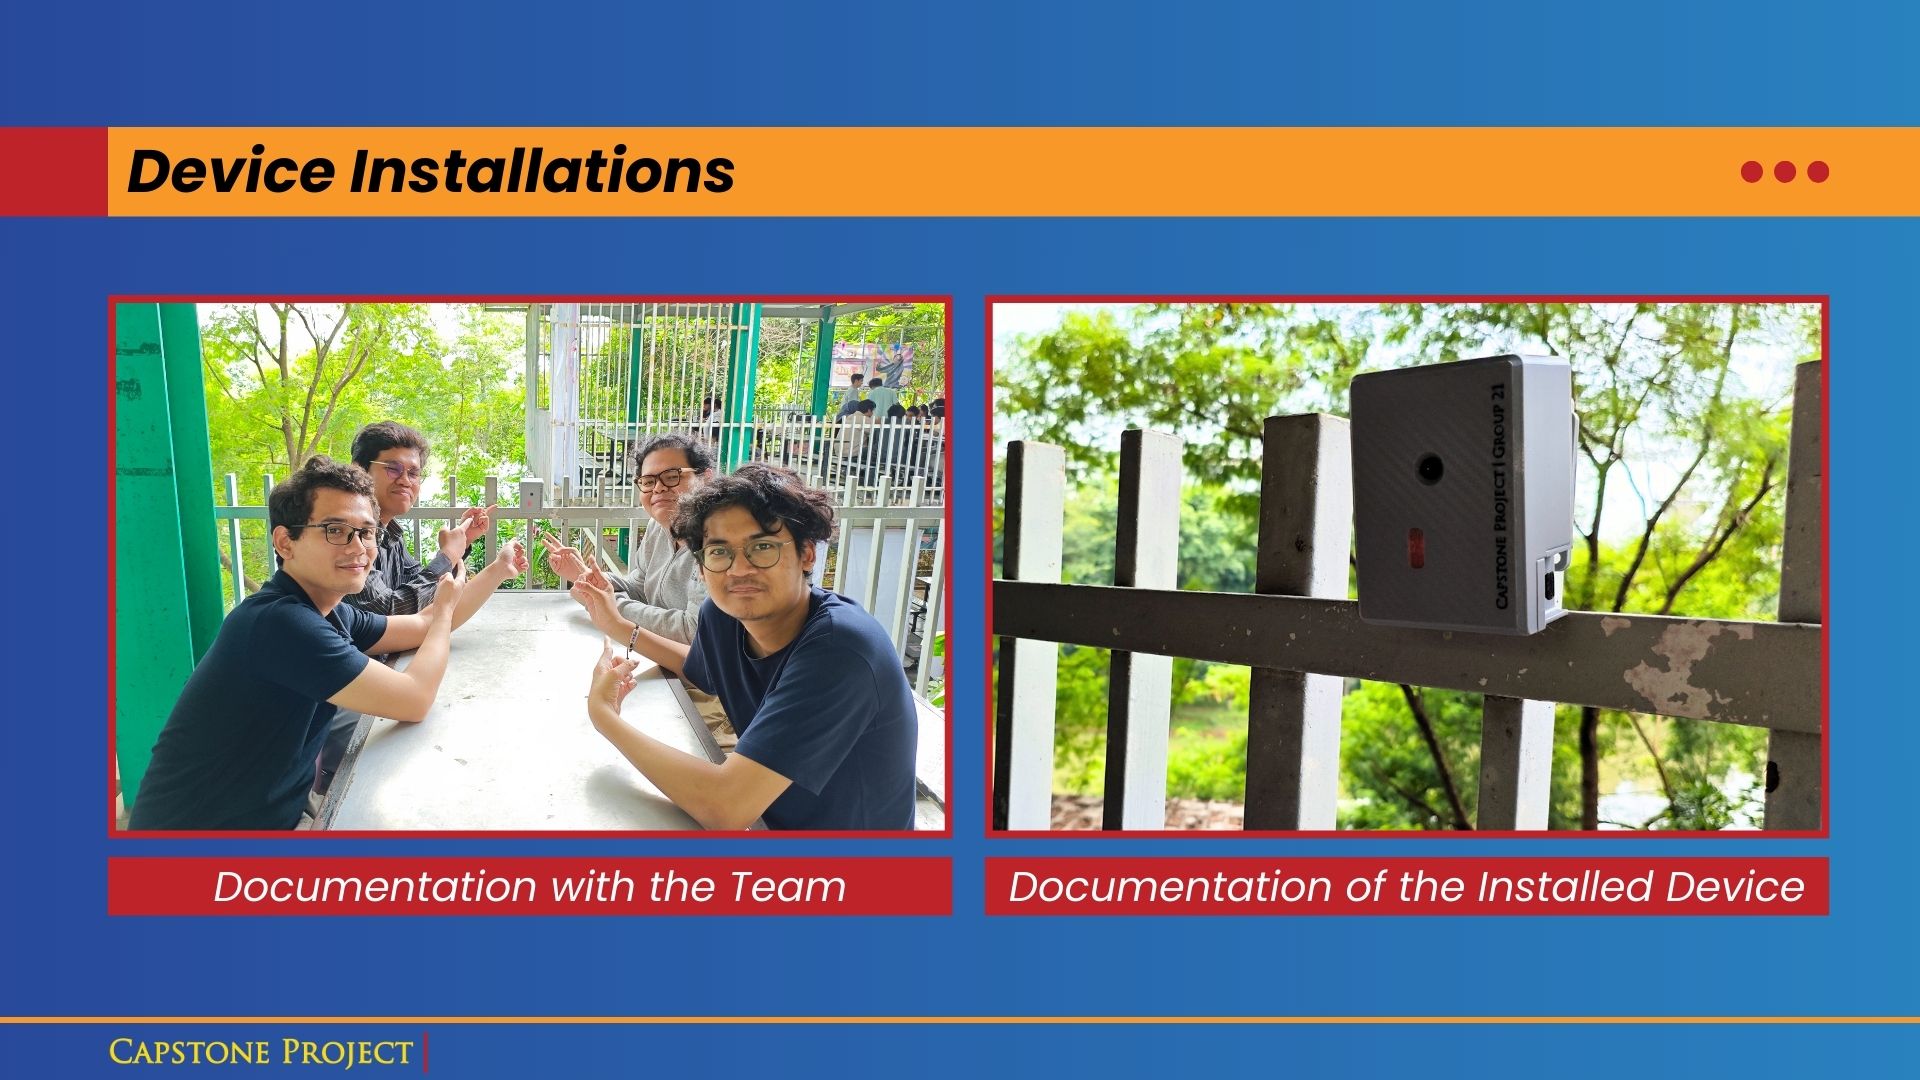 Device Installations
CAPSTONE PROJECT | GROUP 21
Documentation with the Team
Documentation of the Installed Device
CAPSTONE PROJECT